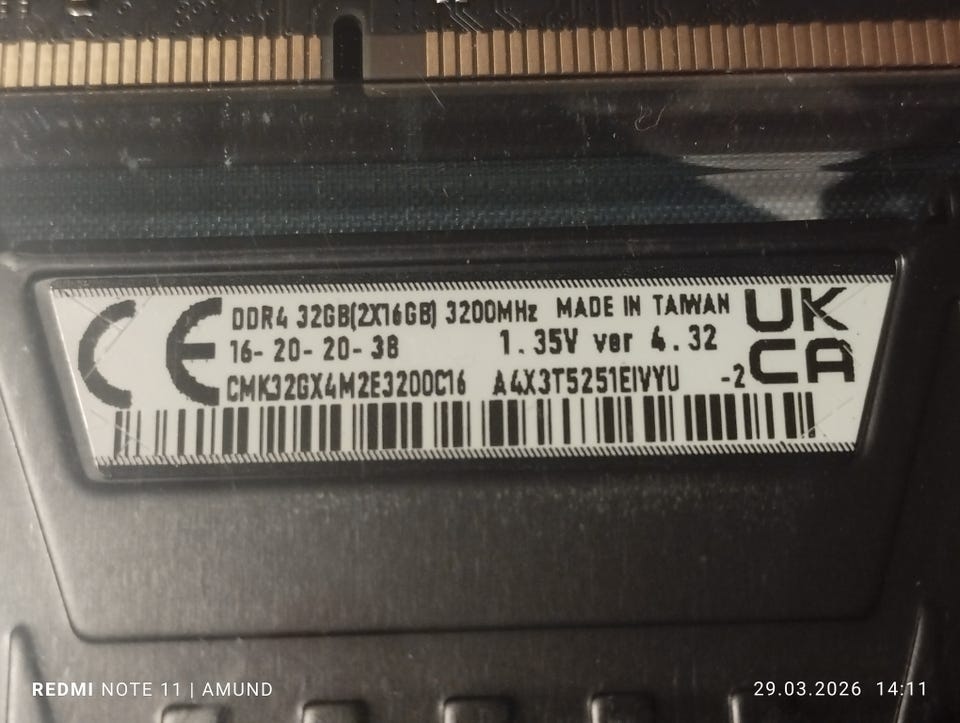 DDR4 32GB(2X16GB) 3200MHz MADE IN TAIWAN
16-20-20-38 1.35V ver 4.32
CMK32GX4M2E3200C16 A4X3T5251EIVYU -2
CE
UK
CA
REDMI NOTE 11 | AMUND
29.03.2026 14:11